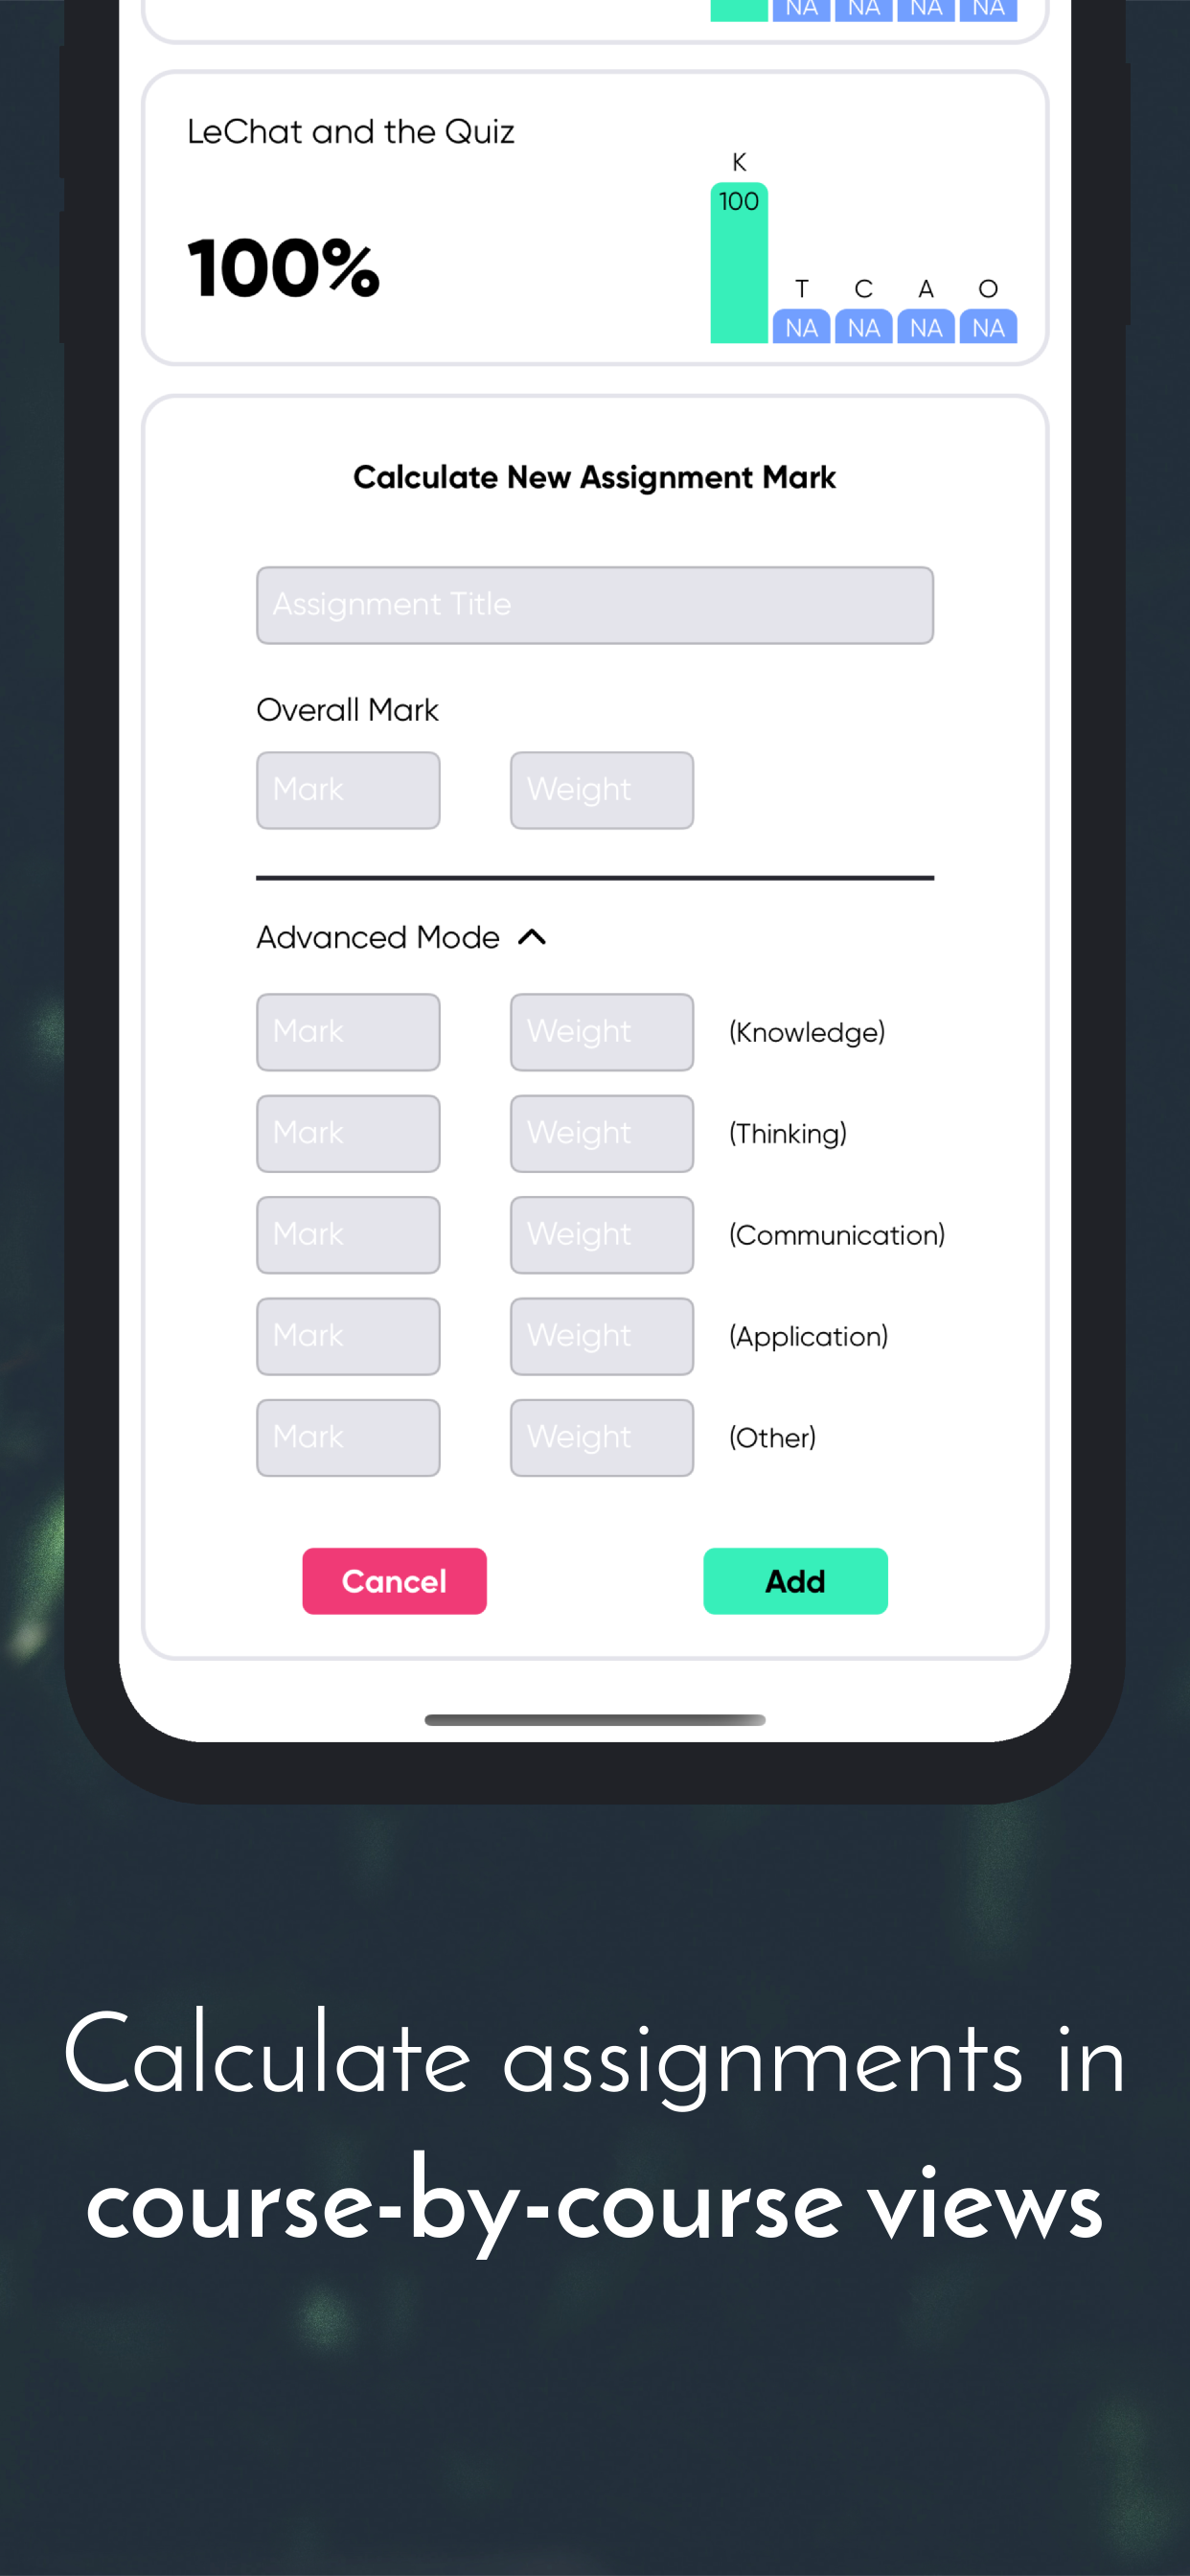 NA NA NA NA
LeChat and the Quiz
K
100
100%
T C A O
NA NA NA NA
Calculate New Assignment Mark
Assignment Title
Overall Mark
Mark Weight
Advanced Mode
Mark Weight (Knowledge)
Mark Weight (Thinking)
Mark Weight (Communication)
Mark Weight (Application)
Mark Weight (Other)
Cancel Add
Calculate assignments in
course-by-course views